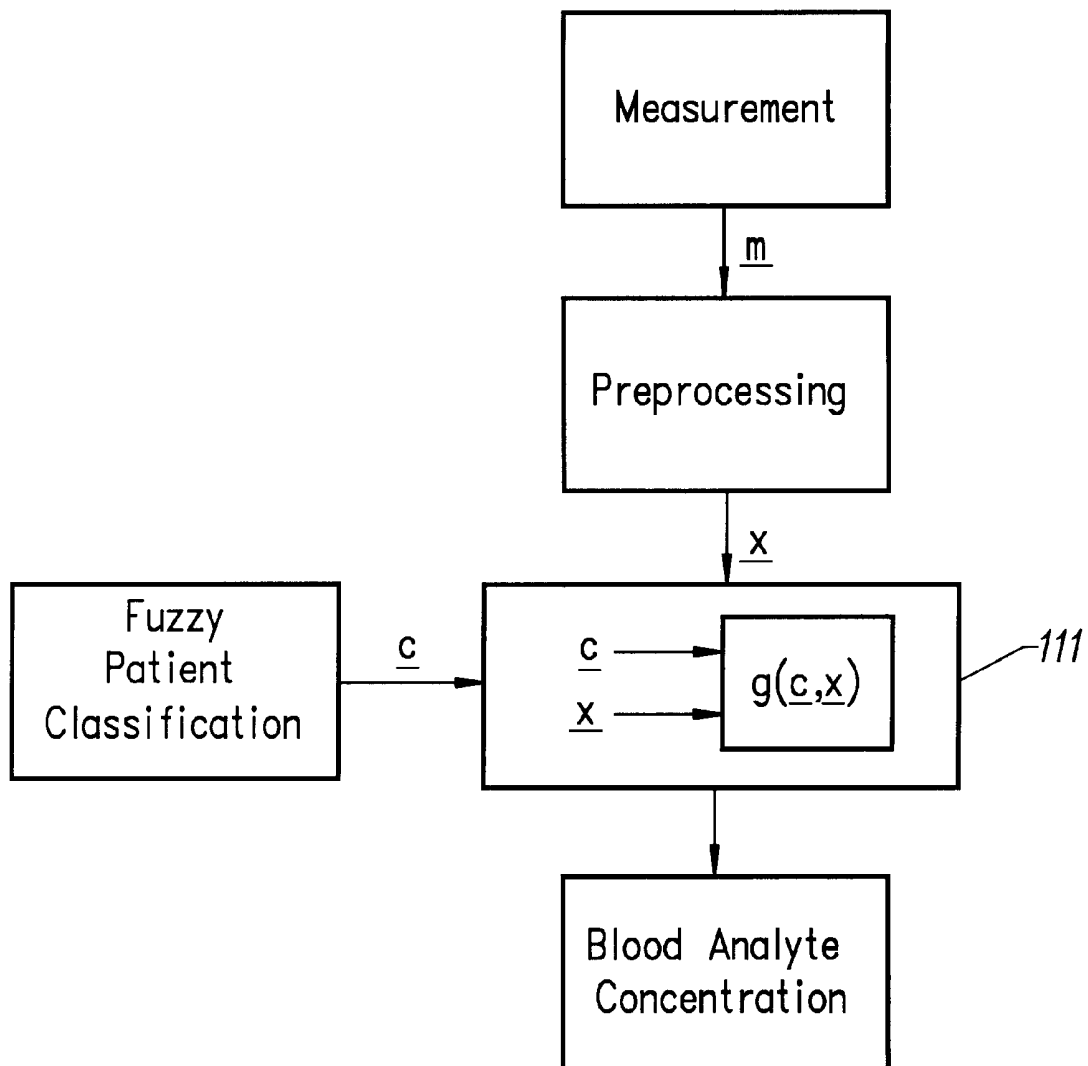 Measurement
m
Preprocessing
x
Fuzzy
Patient
Classification
c
c
x
g(c,x)
111
Blood Analyte
Concentration